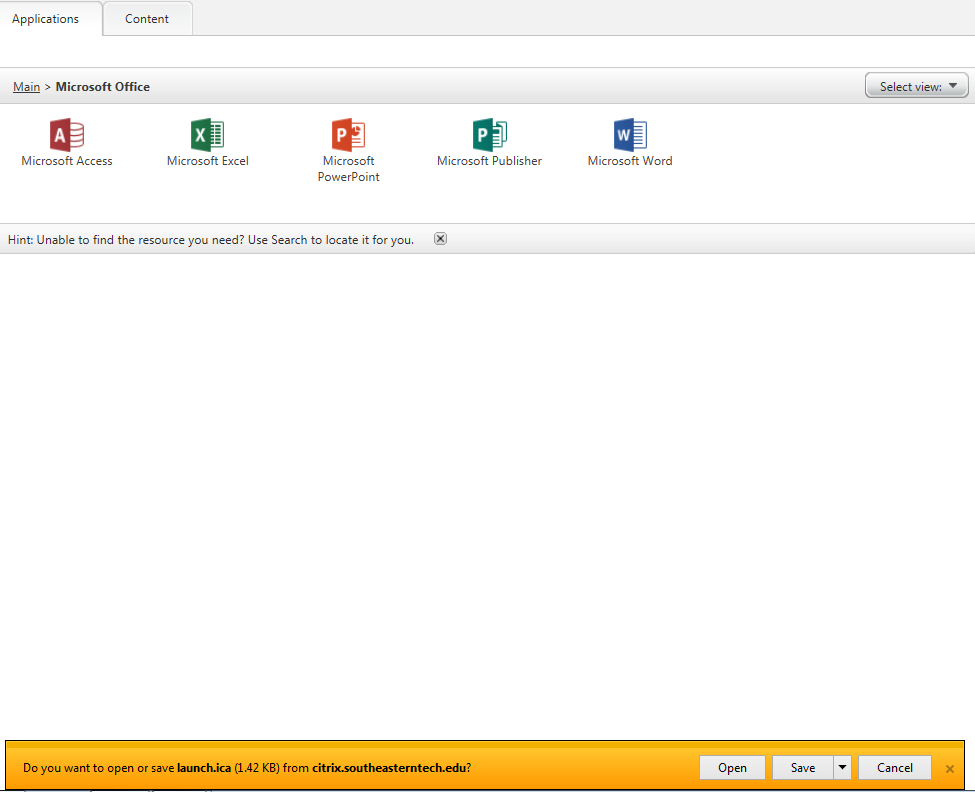 Applications Content
Main > Microsoft Office Select view:
Microsoft Access Microsoft Excel Microsoft PowerPoint Microsoft Publisher Microsoft Word
Hint: Unable to find the resource you need? Use Search to locate it for you.
Do you want to open or save launch.ica (1.42 KB) from citrix.southeasterntech.edu? Open Save Cancel